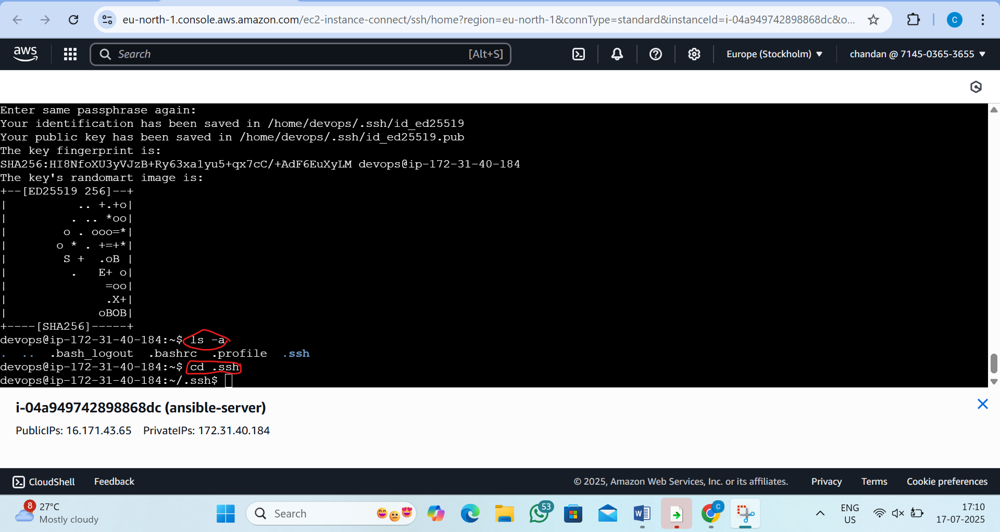 eu-north-1.console.aws.amazon.com/ec2-instance-connect/ssh/home?region=eu-north-1&connType=standard&instanceId=i-04a949742898868dc&o...
C
aws
Search
[Alt+S]
Europe (Stockholm)
chandan @ 7145-0365-3655
Enter same passphrase again:
Your identification has been saved in /home/devops/.ssh/id_ed25519
Your public key has been saved in /home/devops/.ssh/id_ed25519.pub
The key fingerprint is:
SHA256:HI8NfoXU3yVJzB+Ry63xa1yu5+qx7cC/+AdF6EuXyLM devops@ip-172-31-40-184
The key's randomart image is:
+--[ED25519 256]--+
|          .. +.+o|
|         . .. *oo|
|        o . ooo=*|
|       o * . +=+*|
|        S +  .oB |
|         .   E+ o|
|              =oo|
|              .X+|
|             oBOB|
+----[SHA256]-----+
devops@ip-172-31-40-184:~$ ls -a
.  ..  .bash_logout  .bashrc  .profile  .ssh
devops@ip-172-31-40-184:~$ cd .ssh
devops@ip-172-31-40-184:~/.ssh$
i-04a949742898868dc (ansible-server)
PublicIPs: 16.171.43.65 PrivateIPs: 172.31.40.184
CloudShell
Feedback
© 2025, Amazon Web Services, Inc. or its affiliates.
Privacy
Terms
Cookie preferences
8
27°C
Mostly cloudy
Search
53
W
C
ENG
US
17:10
17-07-2025